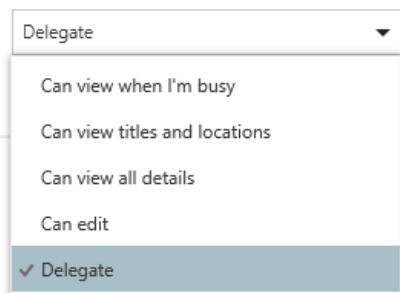 Delegate
Can view when I'm busy
Can view titles and locations
Can view all details
Can edit
Delegate